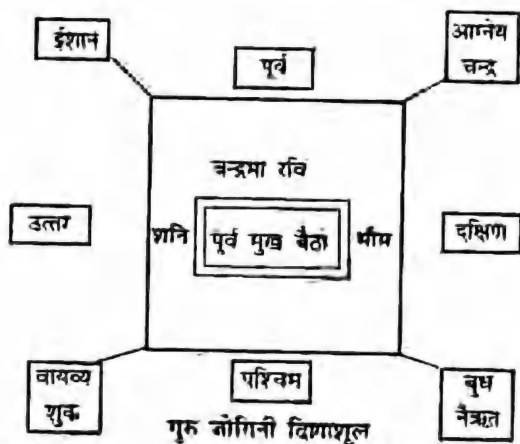 ईशान
पूर्व
आग्नेय
चन्द्र
चन्द्रमा रवि
उत्तर
शनि
पूर्व मुख बैठो
भौम
दक्षिण
वायव्य
शुक्र
पश्चिम
बुध
नैऋत
गुरु जोगिनी दिशाशूल